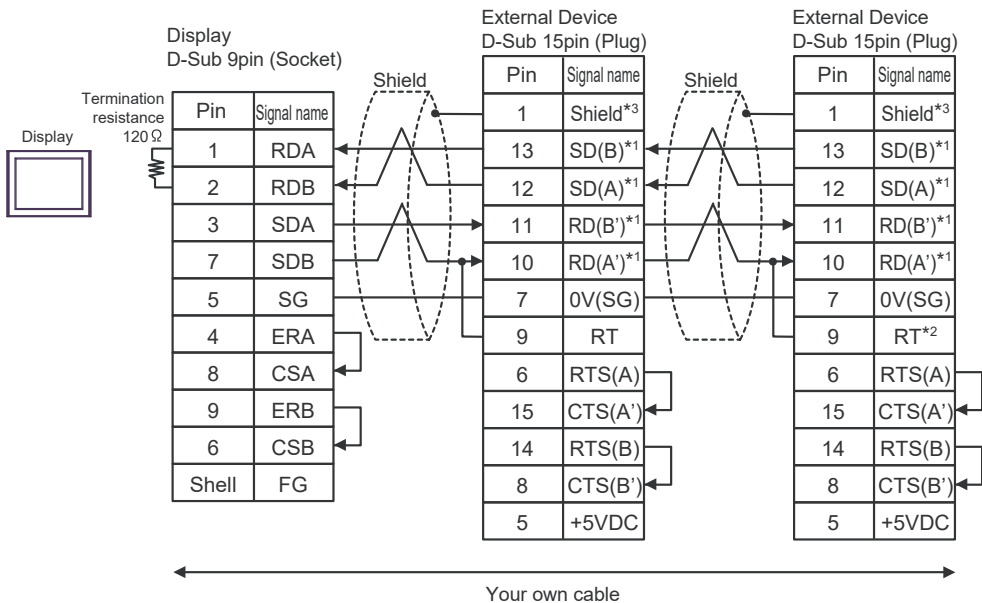 Display
D-Sub 9pin (Socket)
External Device
D-Sub 15pin (Plug)
External Device
D-Sub 15pin (Plug)
Display
Termination
resistance
120Ω
Shield
Shield
Pin Signal name
1 RDA
2 RDB
3 SDA
7 SDB
5 SG
4 ERA
8 CSA
9 ERB
6 CSB
Shell FG
Pin Signal name
1 Shield*3
13 SD(B)*1
12 SD(A)*1
11 RD(B')*1
10 RD(A')*1
7 0V(SG)
9 RT
6 RTS(A)
15 CTS(A')
14 RTS(B)
8 CTS(B')
5 +5VDC
Pin Signal name
1 Shield*3
13 SD(B)*1
12 SD(A)*1
11 RD(B')*1
10 RD(A')*1
7 0V(SG)
9 RT*2
6 RTS(A)
15 CTS(A')
14 RTS(B)
8 CTS(B')
5 +5VDC
Your own cable